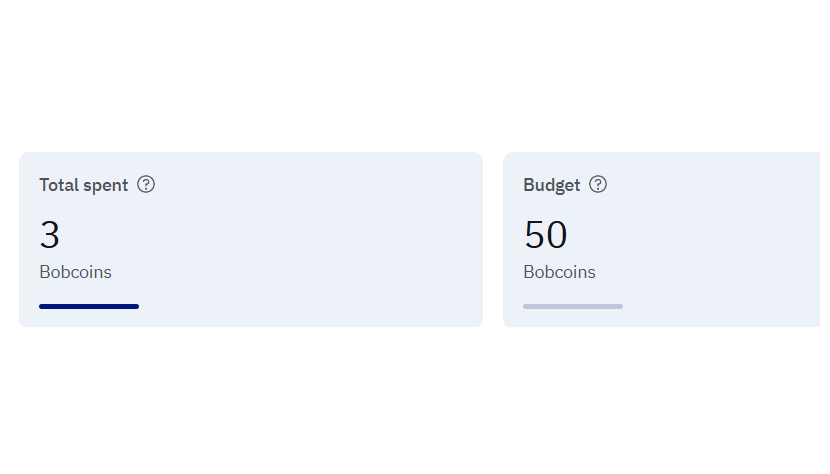 Total spent
3
Bobcoins
Budget
50
Bobcoins